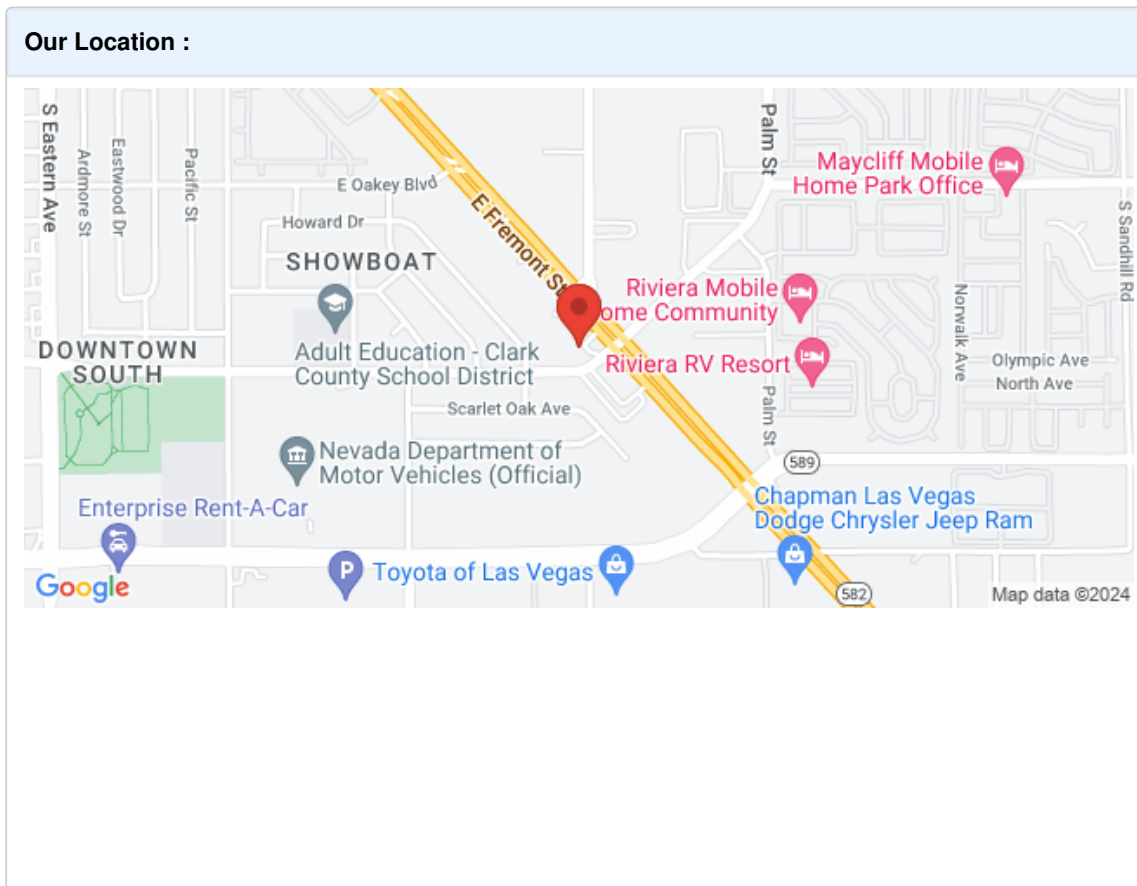 Our Location :
S Eastern Ave
Ardmore St
Eastwood Dr
Pacific St
E Oakey Blvd
Howard Dr
SHOWBOAT
E Fremont St
Palm St
Maycliff Mobile
Home Park Office
S Sandhill Rd
Riviera Mobile
ome Community
Riviera RV Resort
Norwalk Ave
Olympic Ave
North Ave
DOWNTOWN
SOUTH
Adult Education - Clark
County School District
Scarlet Oak Ave
Palm St
Nevada Department of
Motor Vehicles (Official)
589
Enterprise Rent-A-Car
Chapman Las Vegas
Dodge Chrysler Jeep Ram
P
Toyota of Las Vegas
582
Google
Map data ©2024